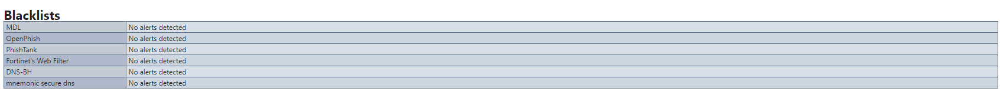 Blacklists
MDL No alerts detected
OpenPhish No alerts detected
PhishTank No alerts detected
Fortinet's Web Filter No alerts detected
DNS-BH No alerts detected
mnemonic secure dns No alerts detected